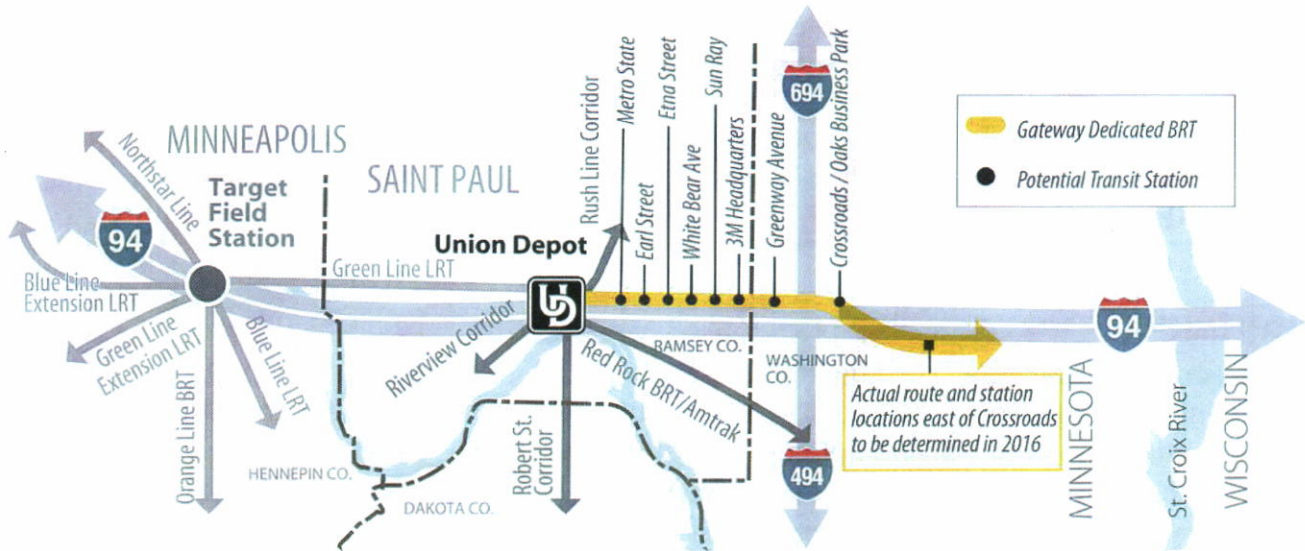 MINNEAPOLIS
Northstar Line
Target
Field
Station
94
Blue Line
Extension LRT
Green Line
Extension LRT
Orange Line BRT
Blue Line LRT
SAINT PAUL
Green Line LRT
Union Depot
UD
Rush Line Corridor
Riverview Corridor
Robert St.
Corridor
Red Rock BRT/Amtrak
HENNEPIN CO.
DAKOTA CO.
RAMSEY CO.
WASHINGTON
CO.
Metro State
Earl Street
Etna Street
White Bear Ave
Sun Ray
3M Headquarters
Greenway Avenue
Crossroads / Oaks Business Park
694
494
94
Gateway Dedicated BRT
Potential Transit Station
Actual route and station
locations east of Crossroads
to be determined in 2016
MINNESOTA
St. Croix River
WISCONSIN